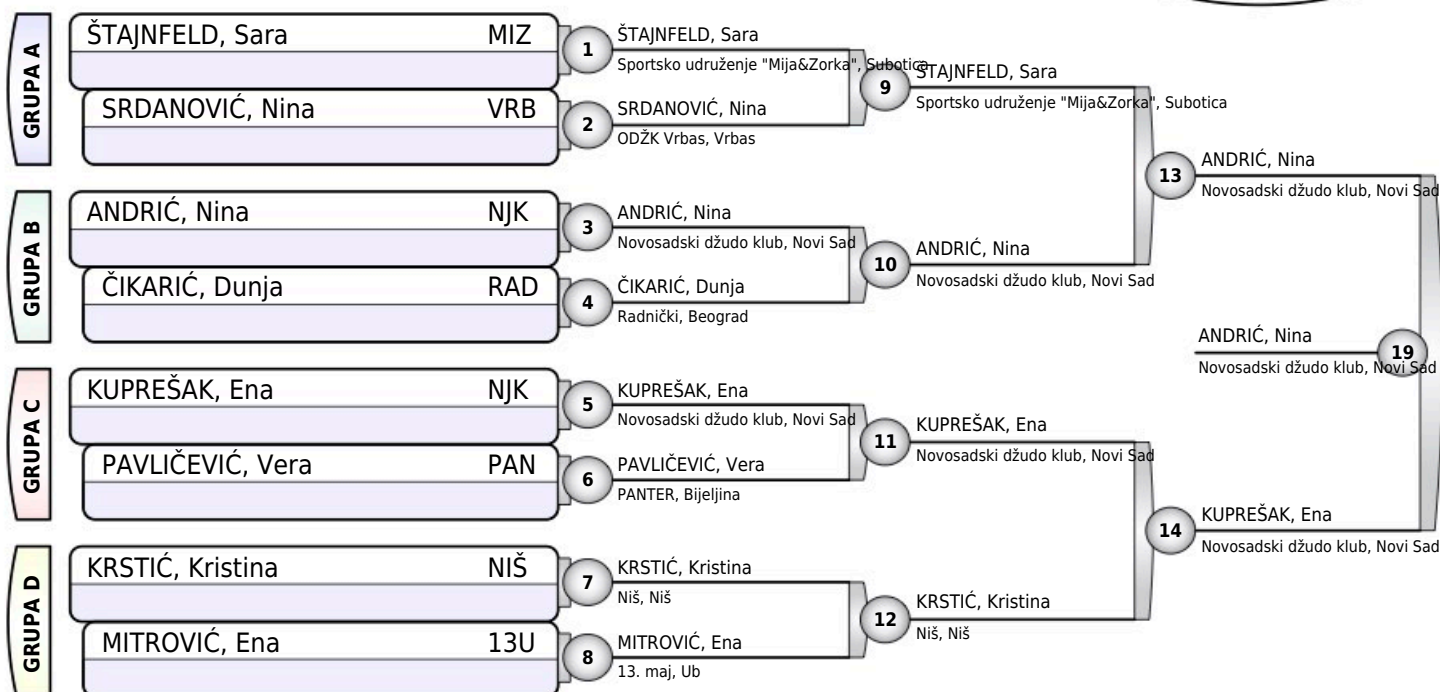 GRUPA A
ŠTAJNFELD, Sara MIZ
SRDANOVIĆ, Nina VRB
1
ŠTAJNFELD, Sara
Sportsko udruženje "Mija&Zorka", Subotica
2
SRDANOVIĆ, Nina
ODŽK Vrbas, Vrbas
9
ŠTAJNFELD, Sara
Sportsko udruženje "Mija&Zorka", Subotica
GRUPA B
ANDRIĆ, Nina NJK
ČIKARIĆ, Dunja RAD
3
ANDRIĆ, Nina
Novosadski džudo klub, Novi Sad
4
ČIKARIĆ, Dunja
Radnički, Beograd
10
ANDRIĆ, Nina
Novosadski džudo klub, Novi Sad
13
ANDRIĆ, Nina
Novosadski džudo klub, Novi Sad
GRUPA C
KUPREŠAK, Ena NJK
PAVLIČEVIĆ, Vera PAN
5
KUPREŠAK, Ena
Novosadski džudo klub, Novi Sad
6
PAVLIČEVIĆ, Vera
PANTER, Bijeljina
11
KUPREŠAK, Ena
Novosadski džudo klub, Novi Sad
GRUPA D
KRSTIĆ, Kristina NIŠ
MITROVIĆ, Ena 13U
7
KRSTIĆ, Kristina
Niš, Niš
8
MITROVIĆ, Ena
13. maj, Ub
12
KRSTIĆ, Kristina
Niš, Niš
14
KUPREŠAK, Ena
Novosadski džudo klub, Novi Sad
19
ANDRIĆ, Nina
Novosadski džudo klub, Novi Sad